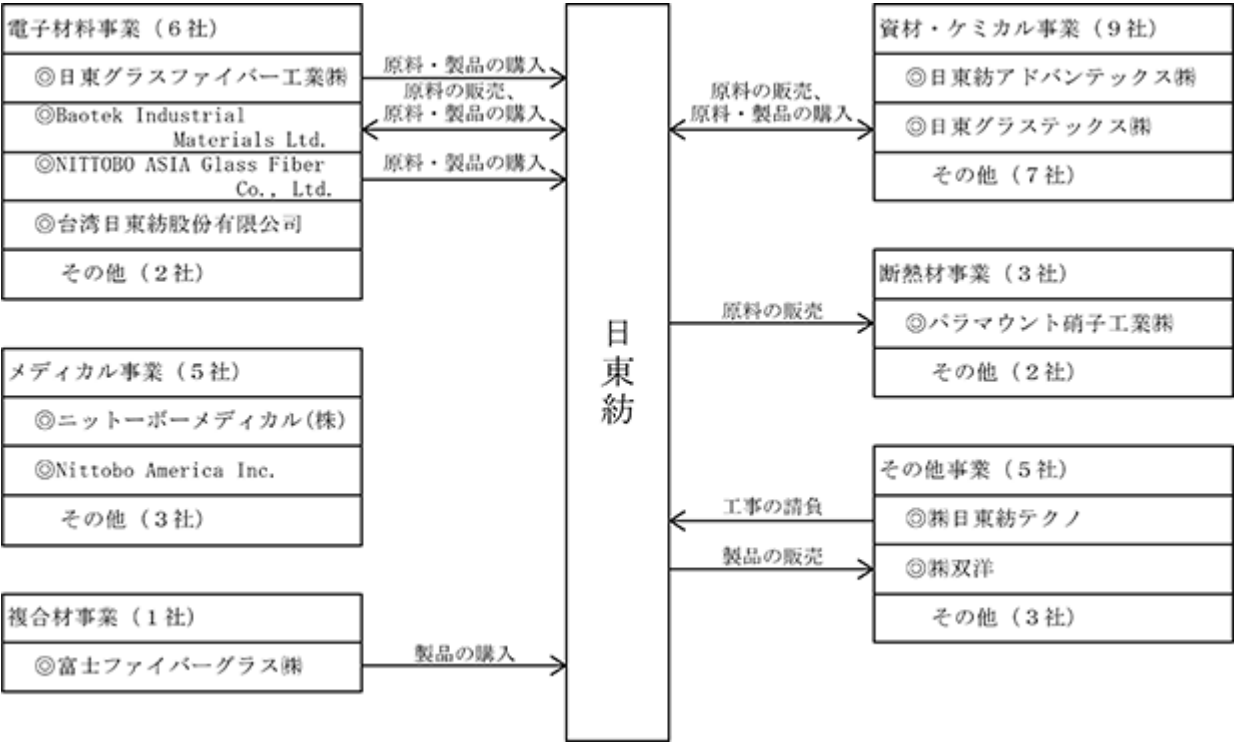 電子材料事業（6社）
◎日東グラスファイバー工業㈱
◎Baotek Industrial
Materials Ltd.
◎NITTOBO ASIA Glass Fiber
Co., Ltd.
◎台湾日東紡股份有限公司
その他（2社）
原料・製品の購入
原料の販売、
原料・製品の購入
原料・製品の購入
メディカル事業（5社）
◎ニットーボーメディカル(株)
◎Nittobo America Inc.
その他（3社）
複合材事業（1社）
◎富士ファイバーグラス㈱
製品の購入
日東紡
資材・ケミカル事業（9社）
◎日東紡アドバンテックス㈱
◎日東グラステックス㈱
その他（7社）
原料の販売、
原料・製品の購入
断熱材事業（3社）
◎パラマウント硝子工業㈱
その他（2社）
原料の販売
その他事業（5社）
◎㈱日東紡テクノ
◎㈱双洋
その他（3社）
工事の請負
製品の販売